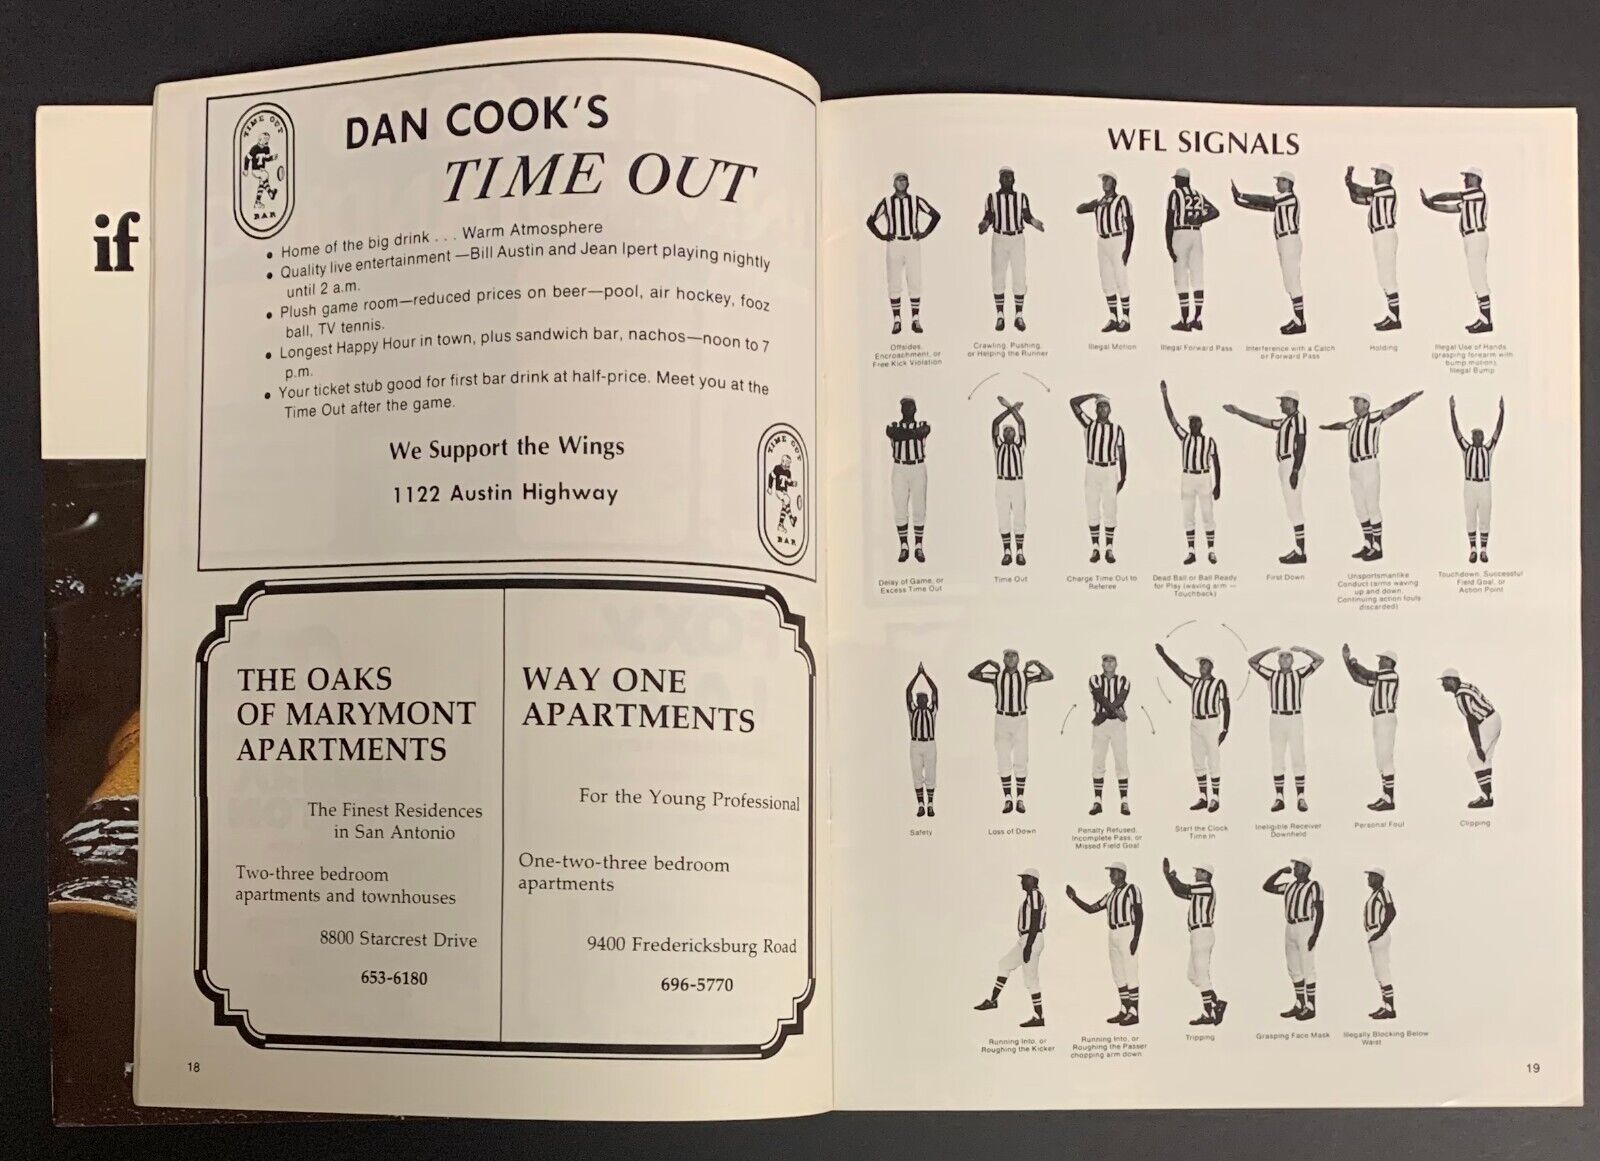 if
TIME OUT
BAR
DAN COOK'S
TIME OUT
• Home of the big drink . . . Warm Atmosphere
• Quality live entertainment —Bill Austin and Jean Ipert playing nightly
until 2 a.m.
• Plush game room—reduced prices on beer—pool, air hockey, fooz
ball, TV tennis.
• Longest Happy Hour in town, plus sandwich bar, nachos—noon to 7
p.m.
• Your ticket stub good for first bar drink at half-price. Meet you at the
Time Out after the game.
We Support the Wings
1122 Austin Highway
TIME OUT
BAR
THE OAKS
OF MARYMONT
APARTMENTS
The Finest Residences
in San Antonio
Two-three bedroom
apartments and townhouses
8800 Starcrest Drive
653-6180
WAY ONE
APARTMENTS
For the Young Professional
One-two-three bedroom
apartments
9400 Fredericksburg Road
696-5770
18
WFL SIGNALS
22
Offsides,
Encroachment, or
Free Kick Violation
Crawling, Pushing,
or Helping the Runner
Illegal Motion
Illegal Forward Pass
Interference with a Catch
or Forward Pass
Holding
Illegal Use of Hands
(grasping forearm with
bump motion),
Illegal Bump
Delay of Game, or
Excess Time Out
Time Out
Charge Time Out to
Referee
Dead Ball or Ball Ready
for Play (waving arm —
Touchback)
First Down
Unsportsmanlike
Conduct (arms waving
up and down,
Continuing action fouls
discarded)
Touchdown, Successful
Field Goal, or
Action Point
Safety
Loss of Down
Penalty Refused,
Incomplete Pass, or
Missed Field Goal
Start the Clock
Time In
Ineligible Receiver
Downfield
Personal Foul
Clipping
Running Into, or
Roughing the Kicker
Running Into, or
Roughing the Passer
chopping arm down
Tripping
Grasping Face Mask
Illegally Blocking Below
Waist
19